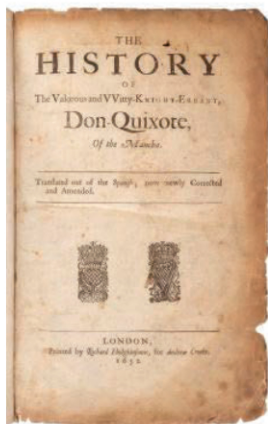 THE
HISTORY
OF
The Valorous and VVitty-KNIGHT-ERRANT,
Don-Quixote,
Of the Manche.
Translated out of the Spanish; now newly Corrected
and Amended.
LONDON,
Printed by Richard Hodgkinsonne, for Andrew Crooke.
1652